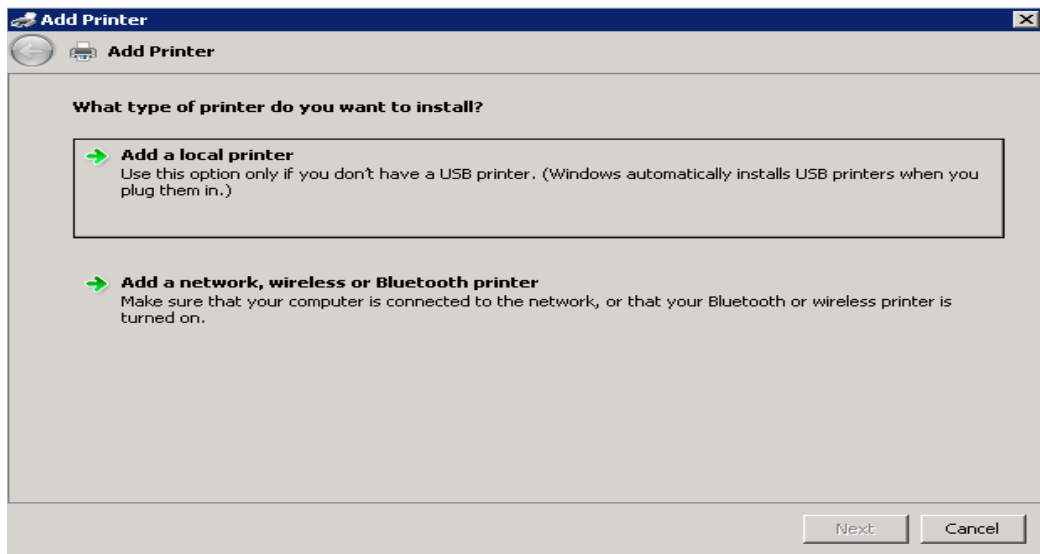 Add Printer
Add Printer
What type of printer do you want to install?
Add a local printer
Use this option only if you don't have a USB printer. (Windows automatically installs USB printers when you
plug them in.)
Add a network, wireless or Bluetooth printer
Make sure that your computer is connected to the network, or that your Bluetooth or wireless printer is
turned on.
Next
Cancel